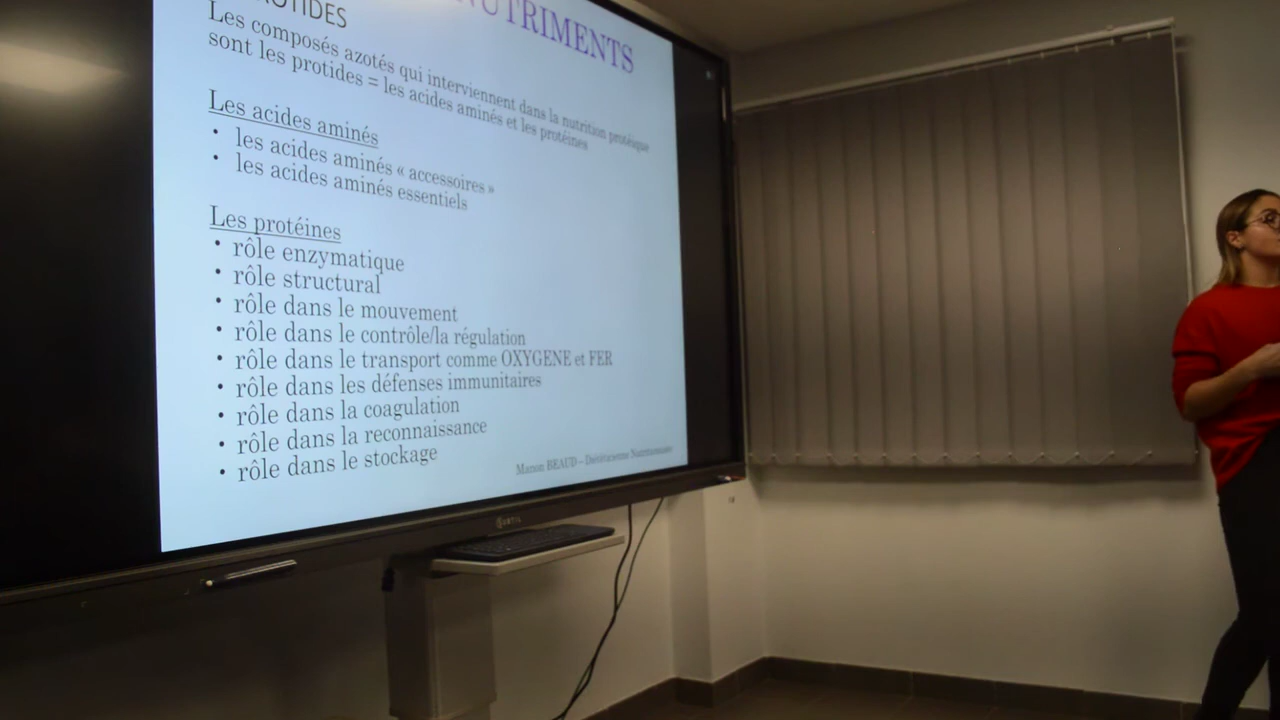 NUTRIMENTS
Les composés azotés qui interviennent dans la nutrition protéique
sont les protides = les acides aminés et les protéines
Les acides aminés
• les acides aminés « accessoires »
• les acides aminés essentiels
Les protéines
• rôle enzymatique
• rôle structural
• rôle dans le mouvement
• rôle dans le contrôle/la régulation
• rôle dans le transport comme OXYGENE et FER
• rôle dans les défenses immunitaires
• rôle dans la coagulation
• rôle dans la reconnaissance
• rôle dans le stockage
Manon BEAUD – Diététicienne Nutritionniste